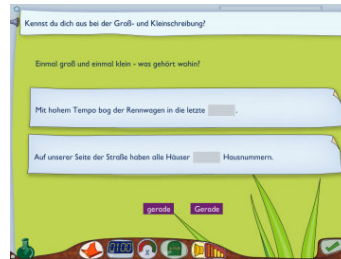 Kennst du dich aus bei der Groß- und Kleinschreibung?
Einmal groß und einmal klein - was gehört wohin?
Mit hohem Tempo bog der Rennwagen in die letzte .
Auf unserer Seite der Straße haben alle Häuser Hausnummern.
gerade Gerade
0100